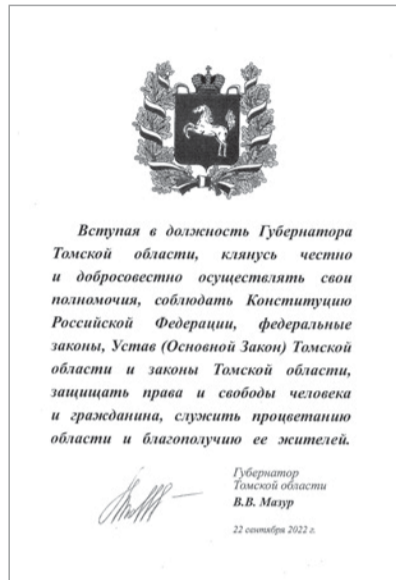 Вступая в должность Губернатора
Томской области, клянусь честно
и добросовестно осуществлять свои
полномочия, соблюдать Конституцию
Российской Федерации, федеральные
законы, Устав (Основной Закон) Томской
области и законы Томской области,
защищать права и свободы человека
и гражданина, служить процветанию
области и благополучию ее жителей.
Губернатор
Томской области
В.В. Мазур
22 сентября 2022 г.